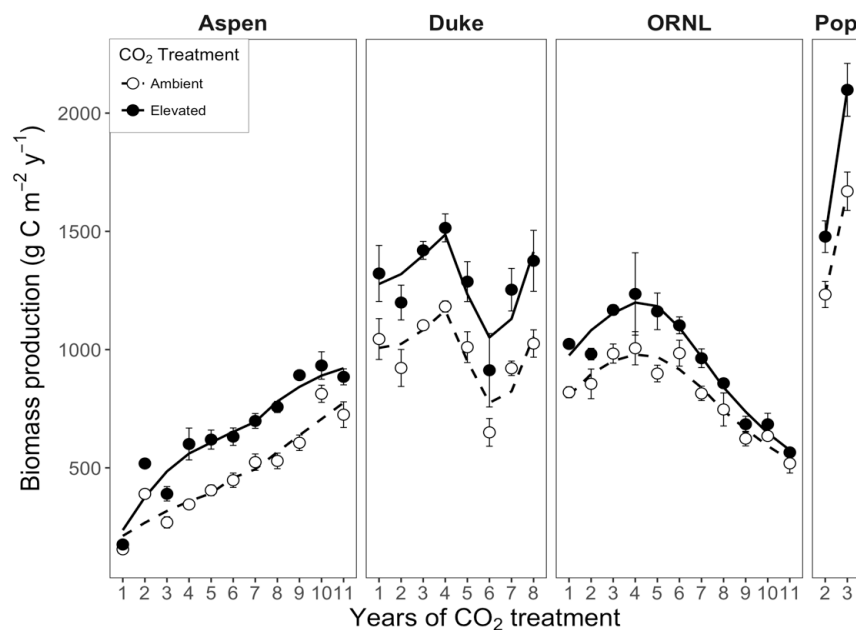 Aspen Duke ORNL Pop
CO₂ Treatment
Ambient
Elevated
2000
1500
1000
500
Biomass production (g C m⁻² y⁻¹)
1 2 3 4 5 6 7 8 9 10 11 1 2 3 4 5 6 7 8 1 2 3 4 5 6 7 8 9 10 11 2 3
Years of CO₂ treatment